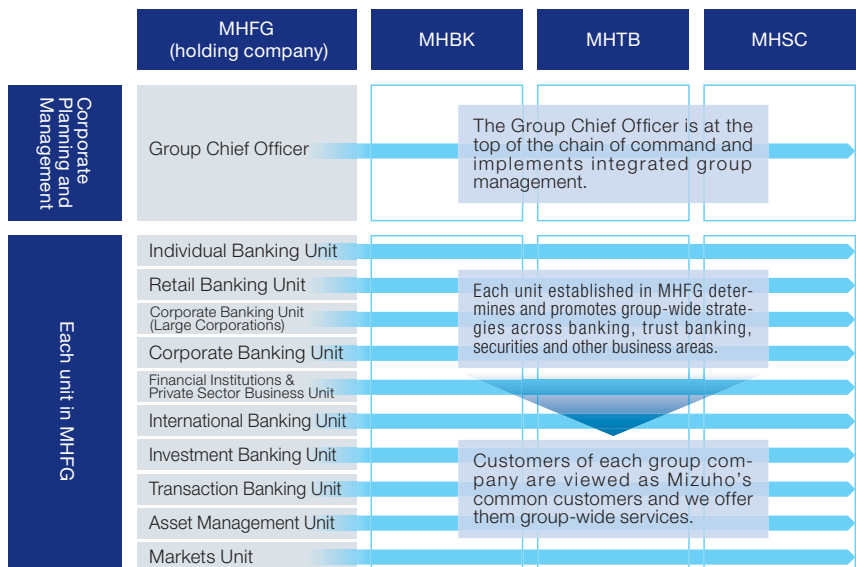 MHFG
(holding company)
MHBK
MHTB
MHSC
Corporate
Planning and
Management
Group Chief Officer
The Group Chief Officer is at the
top of the chain of command and
implements integrated group
management.
Each unit in MHFG
Individual Banking Unit
Retail Banking Unit
Corporate Banking Unit
(Large Corporations)
Corporate Banking Unit
Financial Institutions &
Private Sector Business Unit
International Banking Unit
Investment Banking Unit
Transaction Banking Unit
Asset Management Unit
Markets Unit
Each unit established in MHFG deter-
mines and promotes group-wide strate-
gies across banking, trust banking,
securities and other business areas.
Customers of each group com-
pany are viewed as Mizuho's
common customers and we offer
them group-wide services.